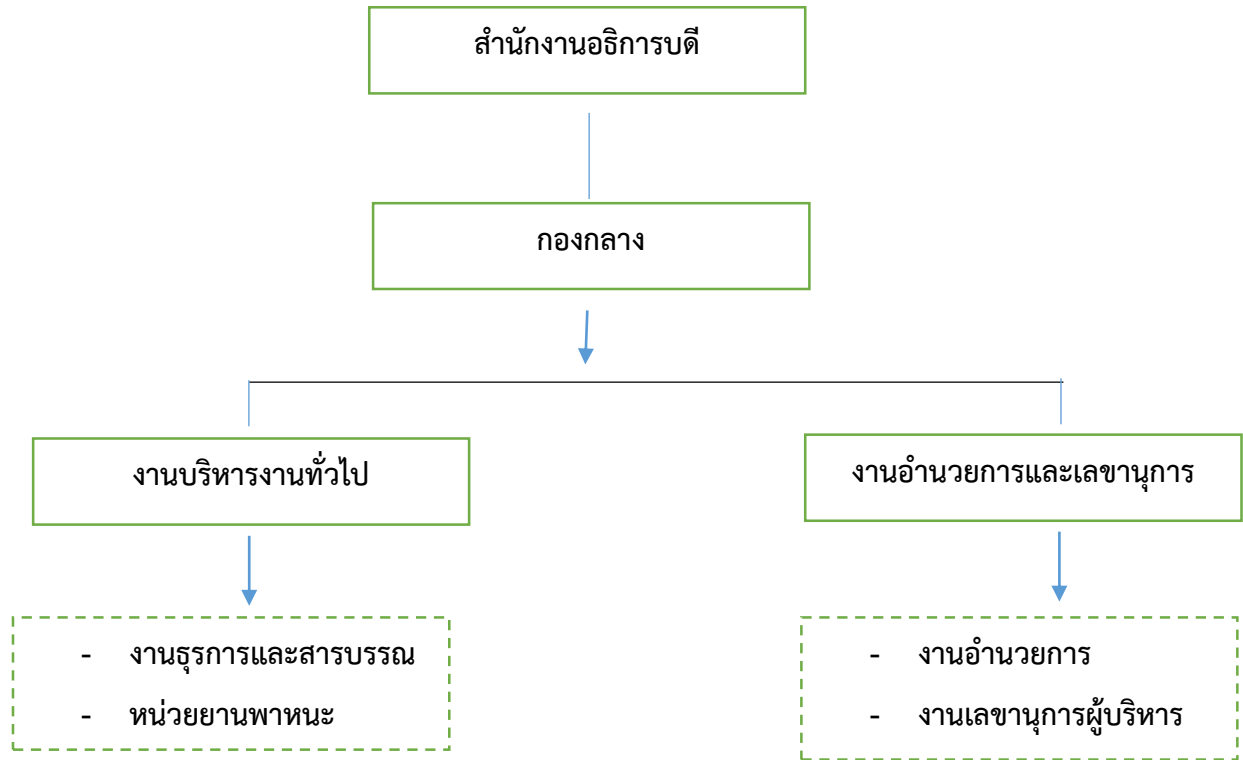 สำนักงานอธิการบดี
กองกลาง
งานบริหารงานทั่วไป
งานอำนวยการและเลขานุการ
- งานธุรการและสารบรรณ
- หน่วยยานพาหนะ
- งานอำนวยการ
- งานเลขานุการผู้บริหาร